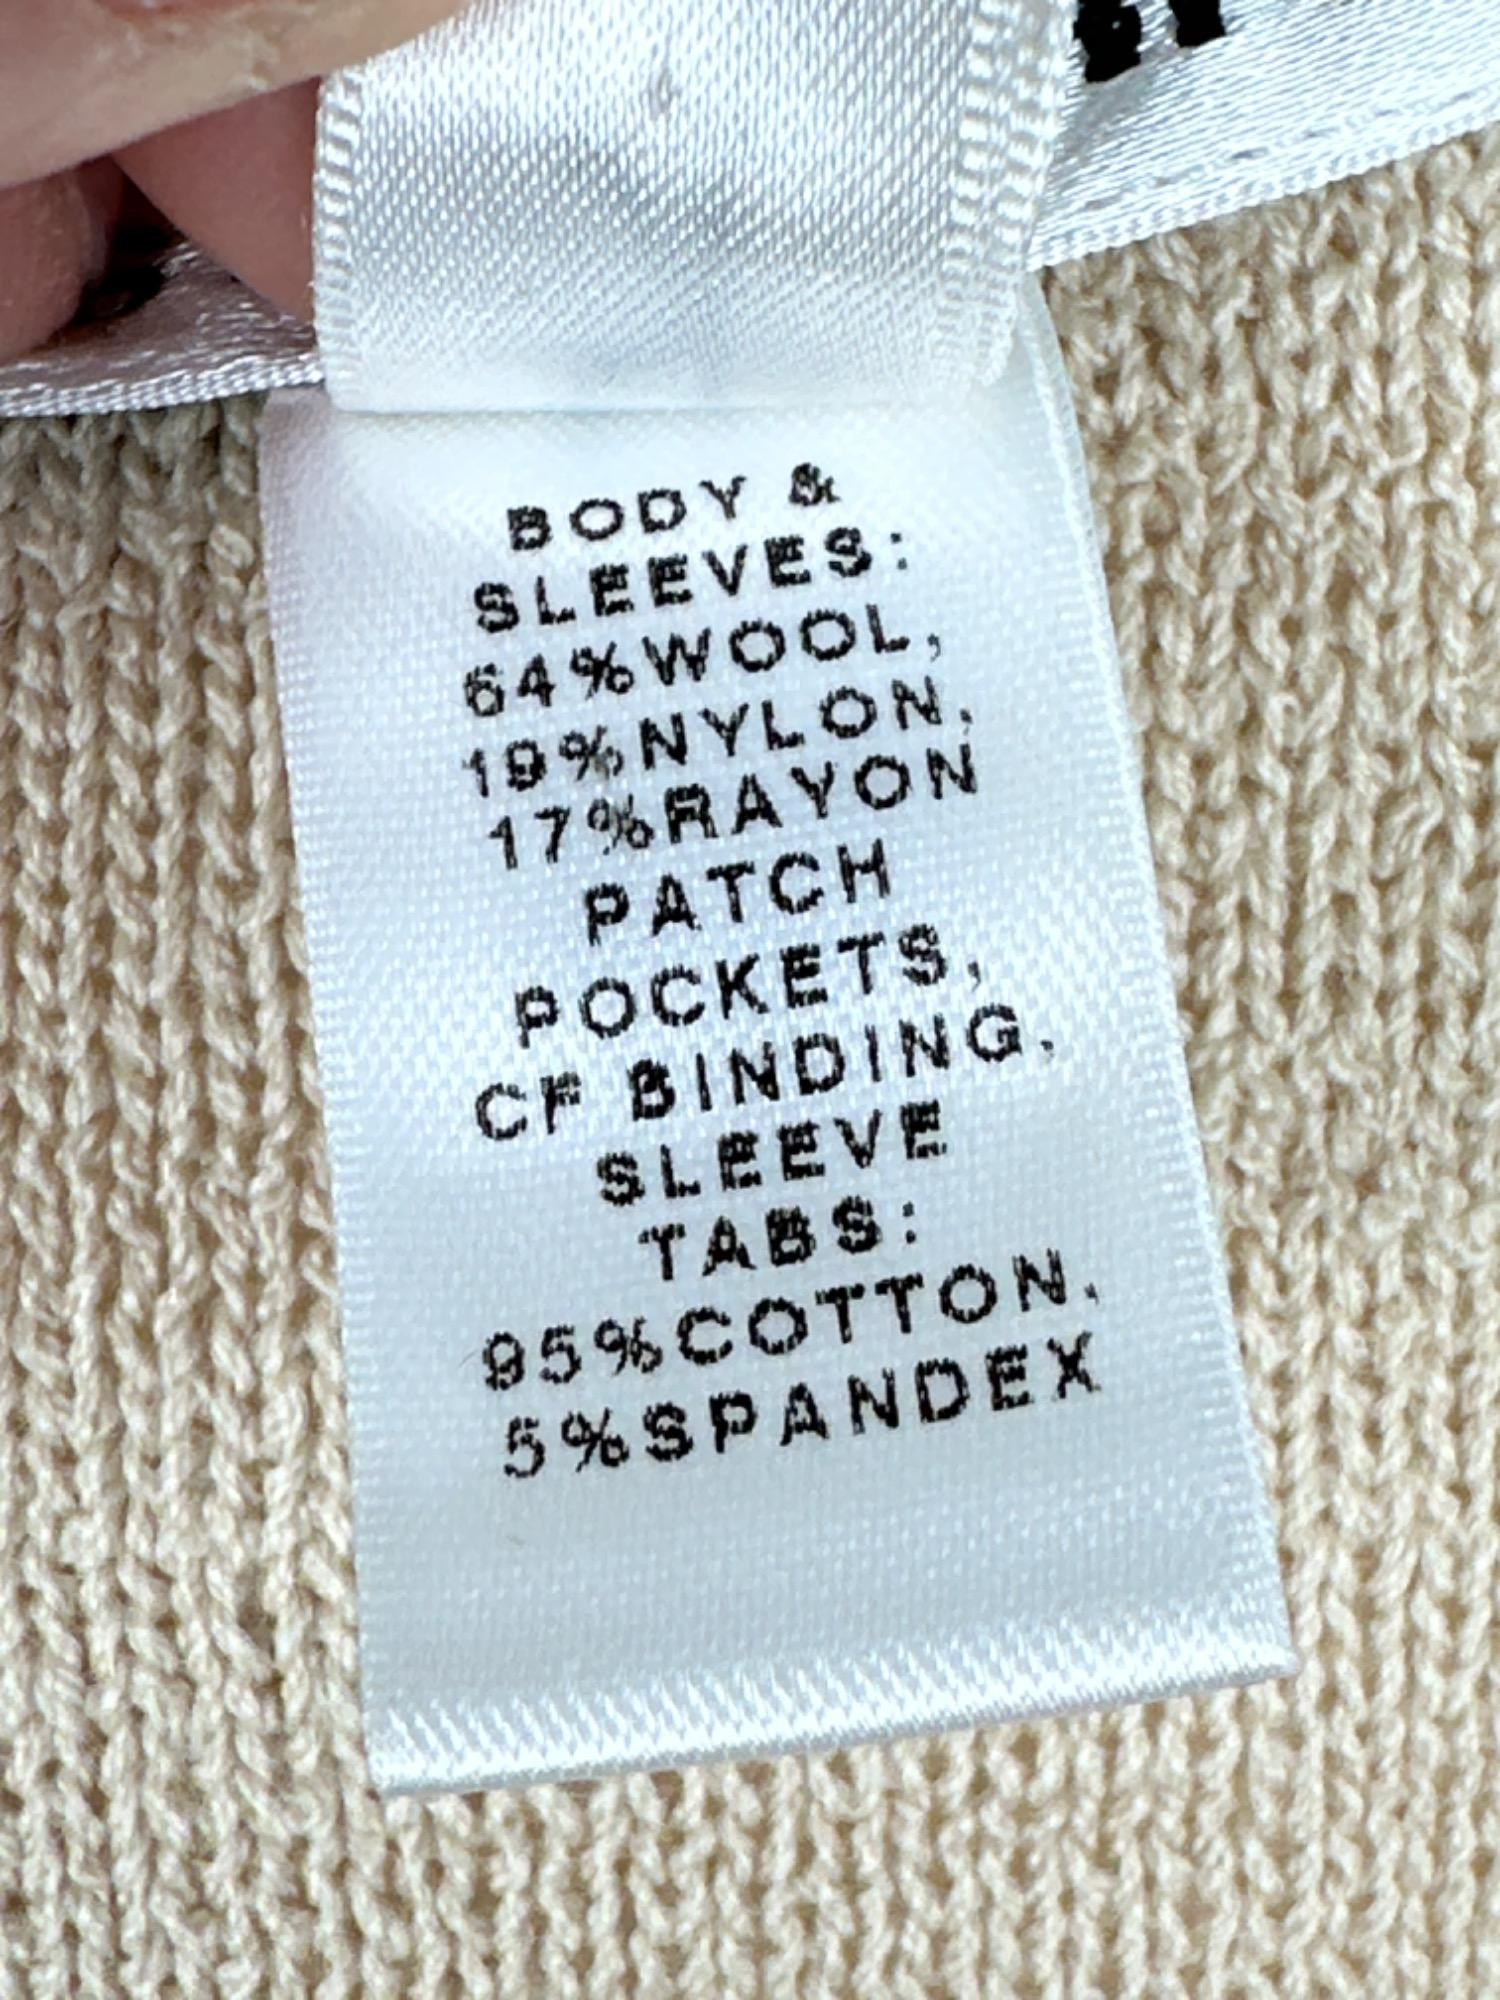 BODY &
SLEEVES:
64%WOOL,
19%NYLON,
17%RAYON
PATCH
POCKETS,
CF BINDING,
SLEEVE
TABS:
95%COTTON,
5%SPANDEX